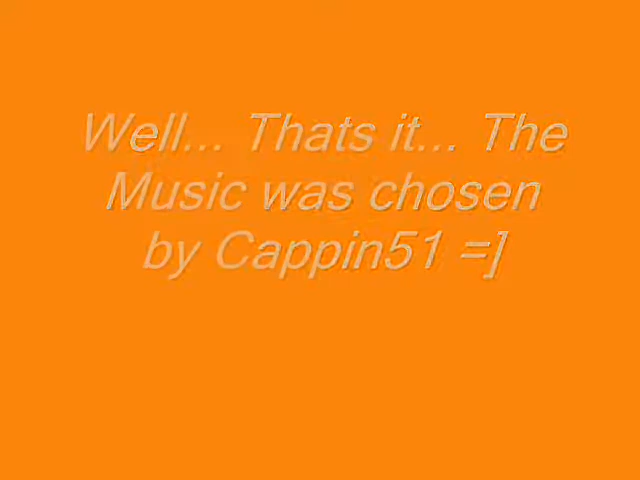 Well... Thats it... The
Music was chosen
by Cappin51 =]